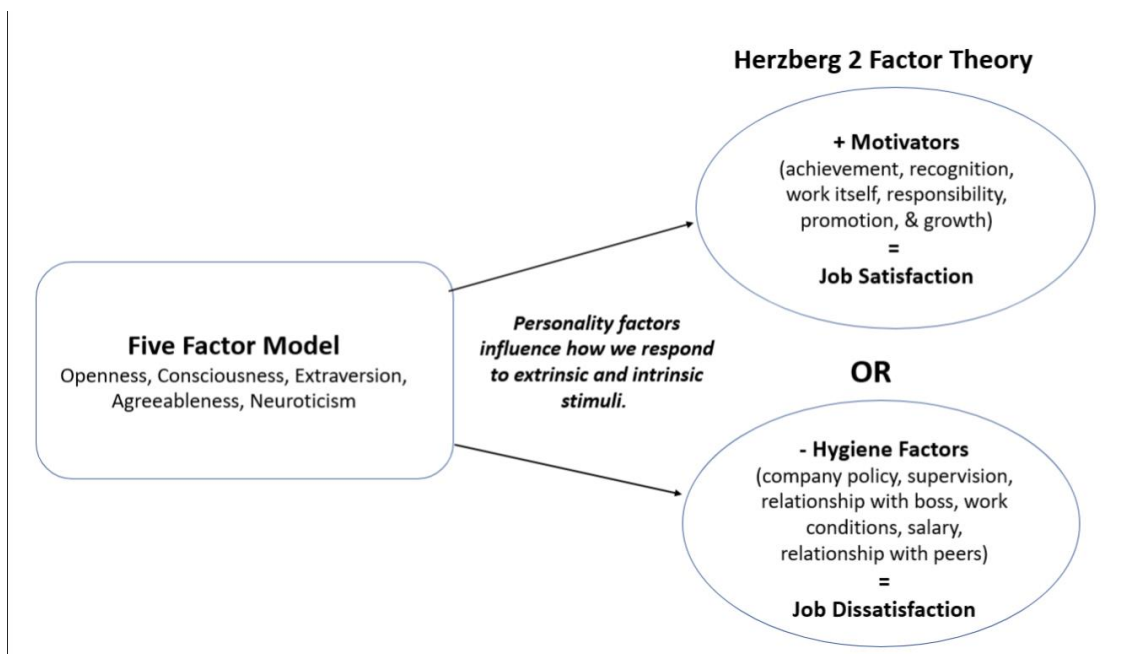 Herzberg 2 Factor Theory
+ Motivators
(achievement, recognition,
work itself, responsibility,
promotion, & growth)
=
Job Satisfaction
Five Factor Model
Openness, Consciousness, Extraversion,
Agreeableness, Neuroticism
Personality factors
influence how we respond
to extrinsic and intrinsic
stimuli.
OR
- Hygiene Factors
(company policy, supervision,
relationship with boss, work
conditions, salary,
relationship with peers)
=
Job Dissatisfaction